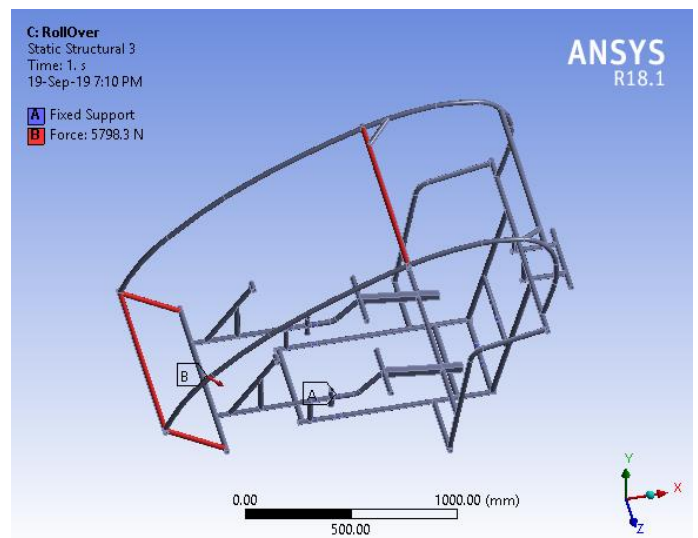 C: RollOver
Static Structural 3
Time: 1. s
19-Sep-19 7:10 PM
A Fixed Support
B Force: 5798.3 N
ANSYS
R18.1
B
A
0.00
1000.00 (mm)
500.00
Y
X
Z